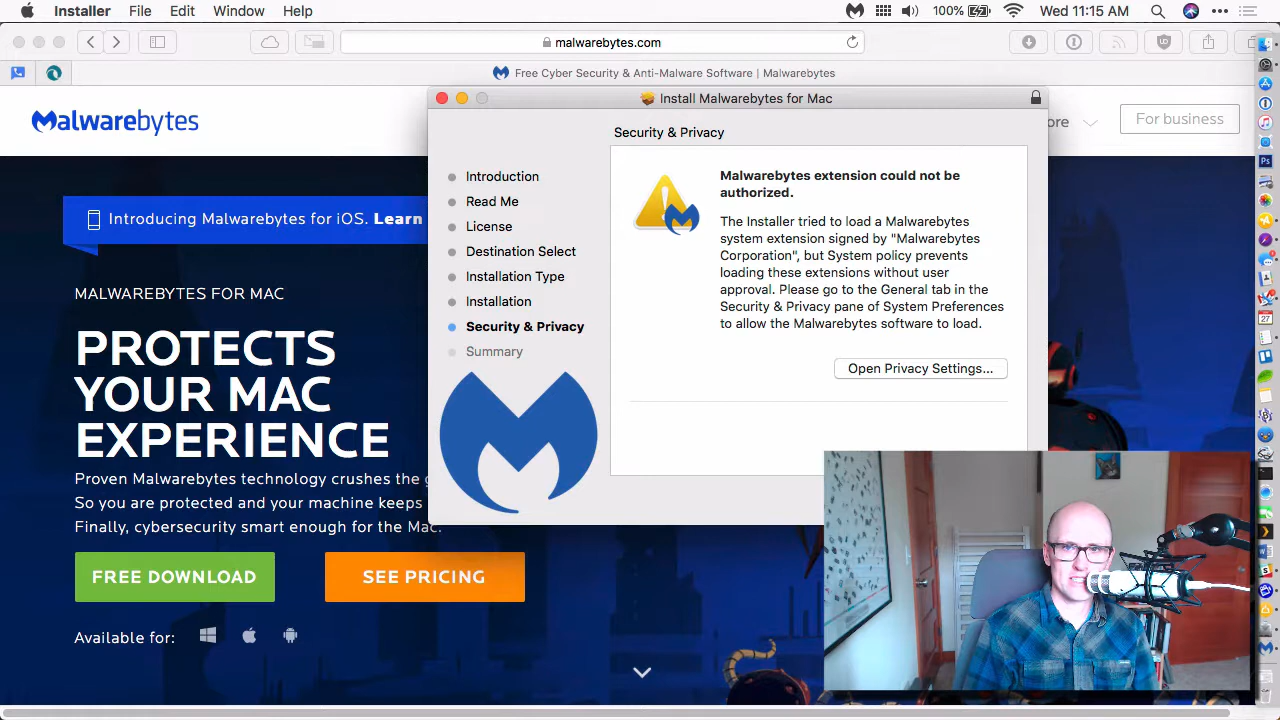 Installer File Edit Window Help
100% Wed 11:15 AM
malwarebytes.com
Free Cyber Security & Anti-Malware Software | Malwarebytes
Install Malwarebytes for Mac
Malwarebytes
ore
For business
Security & Privacy
Introduction
Read Me
License
Destination Select
Installation Type
Installation
Security & Privacy
Summary
Malwarebytes extension could not be
authorized.
The Installer tried to load a Malwarebytes
system extension signed by "Malwarebytes
Corporation", but System policy prevents
loading these extensions without user
approval. Please go to the General tab in the
Security & Privacy pane of System Preferences
to allow the Malwarebytes software to load.
Open Privacy Settings...
Introducing Malwarebytes for iOS. Learn
MALWAREBYTES FOR MAC
PROTECTS
YOUR MAC
EXPERIENCE
Proven Malwarebytes technology crushes the
So you are protected and your machine keeps
Finally, cybersecurity smart enough for the Mac.
FREE DOWNLOAD
SEE PRICING
Available for:
27
Ps